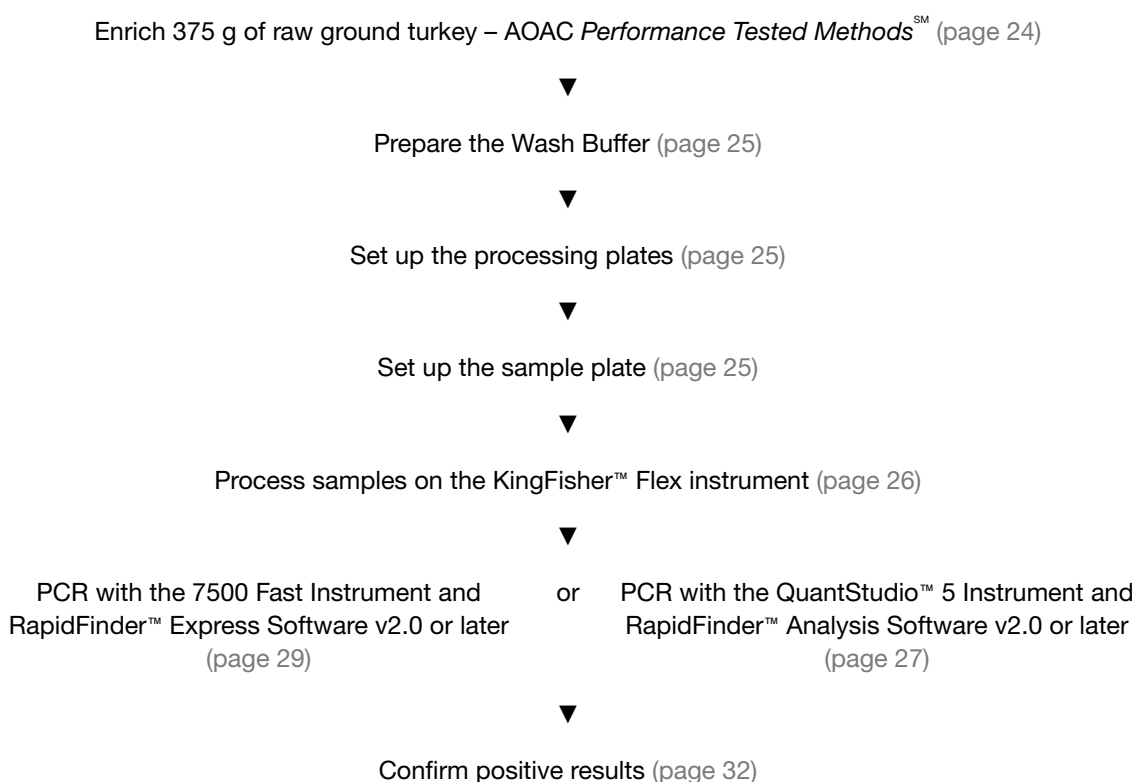 Enrich 375 g of raw ground turkey – AOAC Performance Tested Methods℠ (page 24)
▼
Prepare the Wash Buffer (page 25)
▼
Set up the processing plates (page 25)
▼
Set up the sample plate (page 25)
▼
Process samples on the KingFisher™ Flex instrument (page 26)
▼
PCR with the 7500 Fast Instrument and
RapidFinder™ Express Software v2.0 or later
(page 29)
or
PCR with the QuantStudio™ 5 Instrument and
RapidFinder™ Analysis Software v2.0 or later
(page 27)
▼
Confirm positive results (page 32)